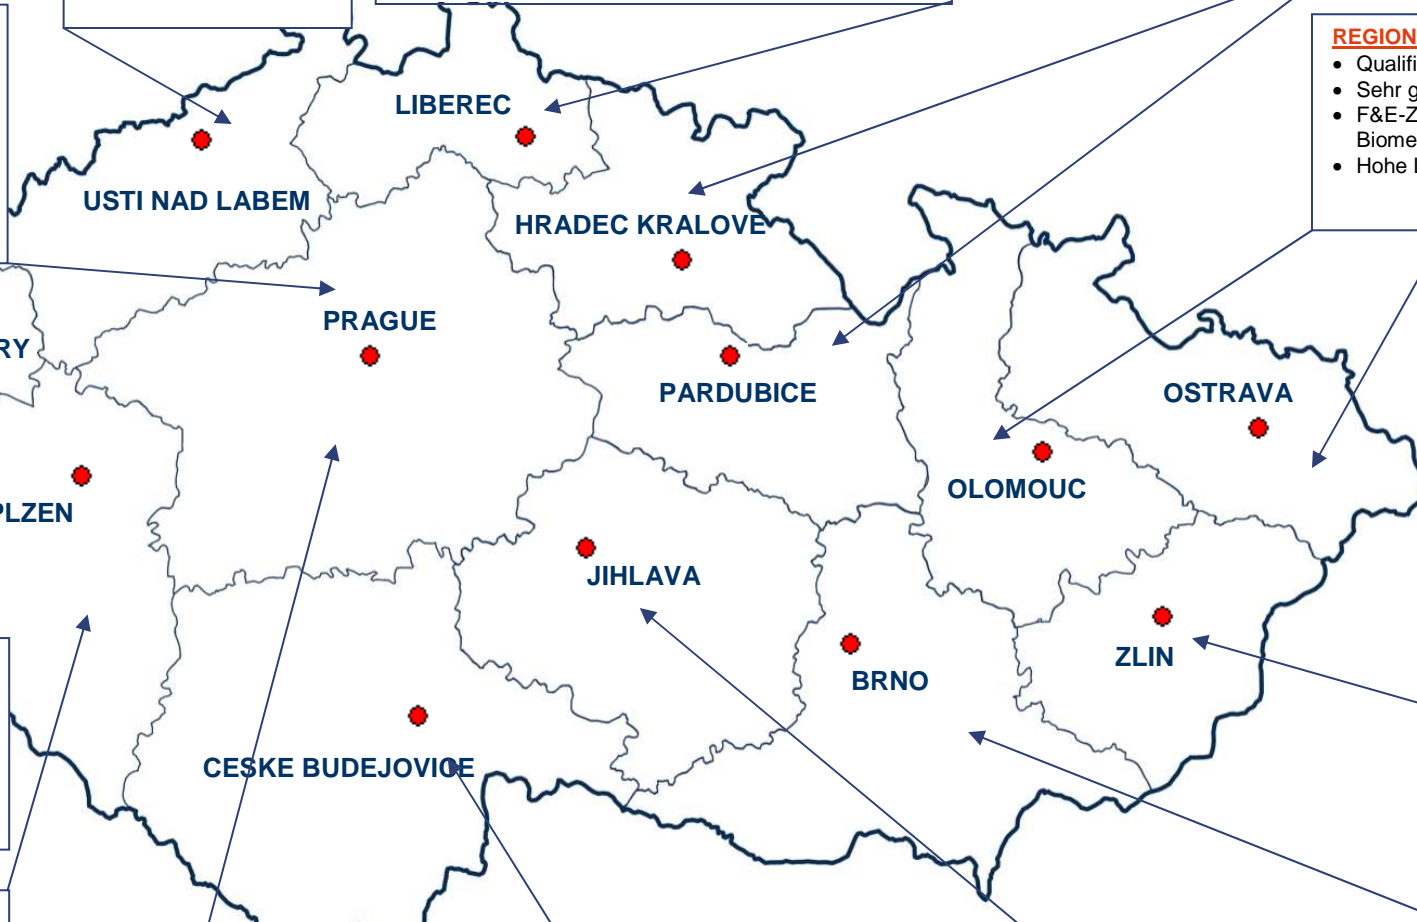 REGION
• Qualifi
• Sehr g
• F&E-Z
Biome
• Hohe
LIBEREC
USTI NAD LABEM
HRADEC KRALOVE
PRAGUE
RY
PARDUBICE
OSTRAVA
OLOMOUC
PLZEN
JIHLAVA
ZLIN
BRNO
CESKE BUDEJOVICE